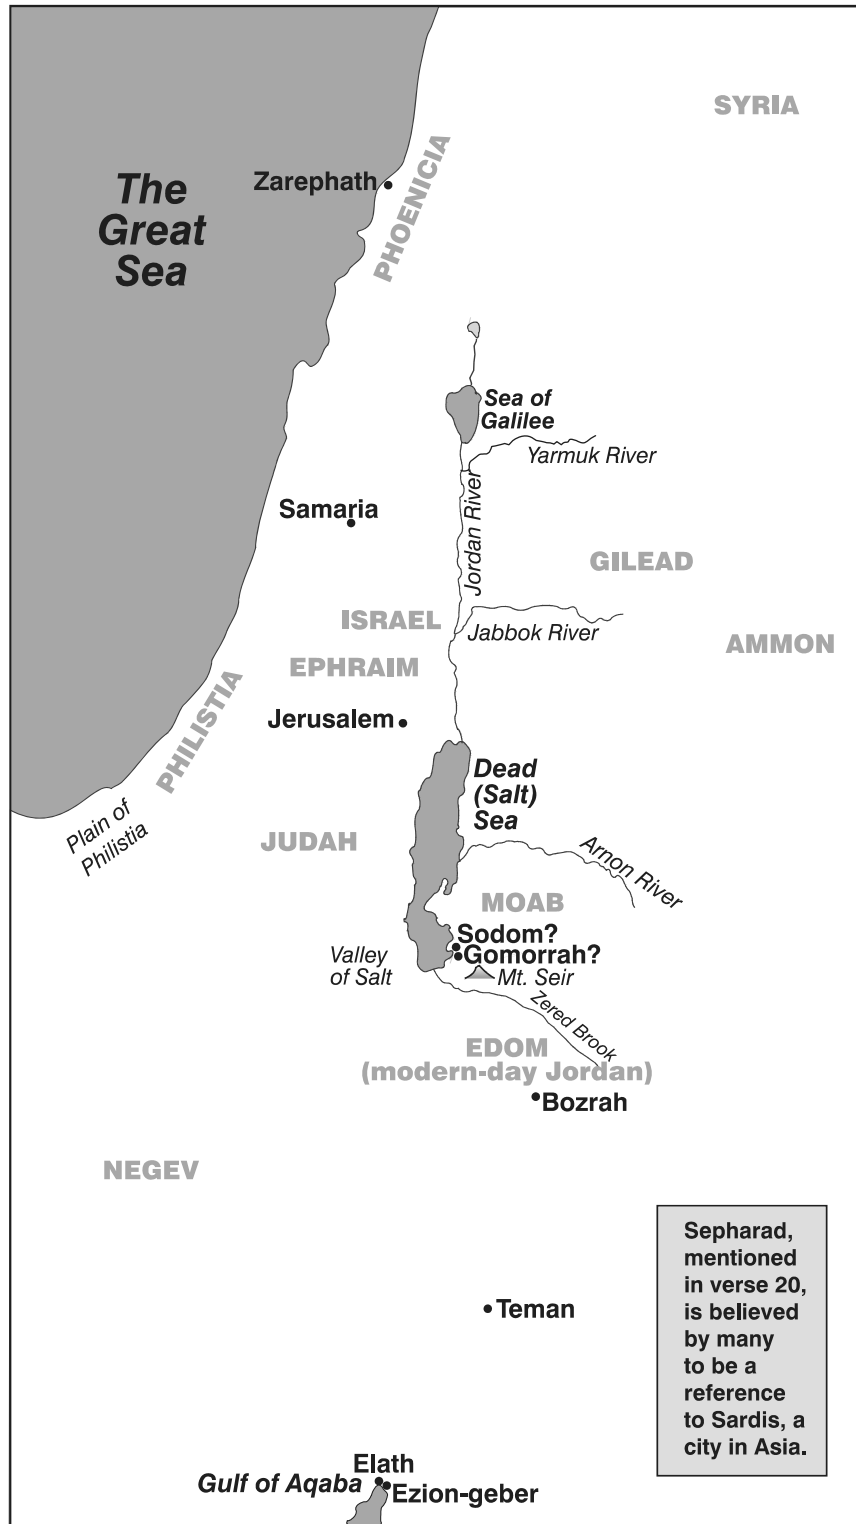 SYRIA
The
Great
Sea
Zarephath
PHOENICIA
Sea of
Galilee
Yarmuk River
Samaria
Jordan River
GILEAD
ISRAEL
Jabbok River
AMMON
EPHRAIM
PHILISTIA
Jerusalem
Dead
(Salt)
Sea
Plain of
Philistia
JUDAH
Arnon River
MOAB
Sodom?
Gomorrah?
Valley
of Salt
Mt. Seir
Zered Brook
EDOM
(modern-day Jordan)
Bozrah
NEGEV
Sepharad,
mentioned
in verse 20,
is believed
by many
to be a
reference
to Sardis, a
city in Asia.
Teman
Elath
Gulf of Aqaba
Ezion-geber